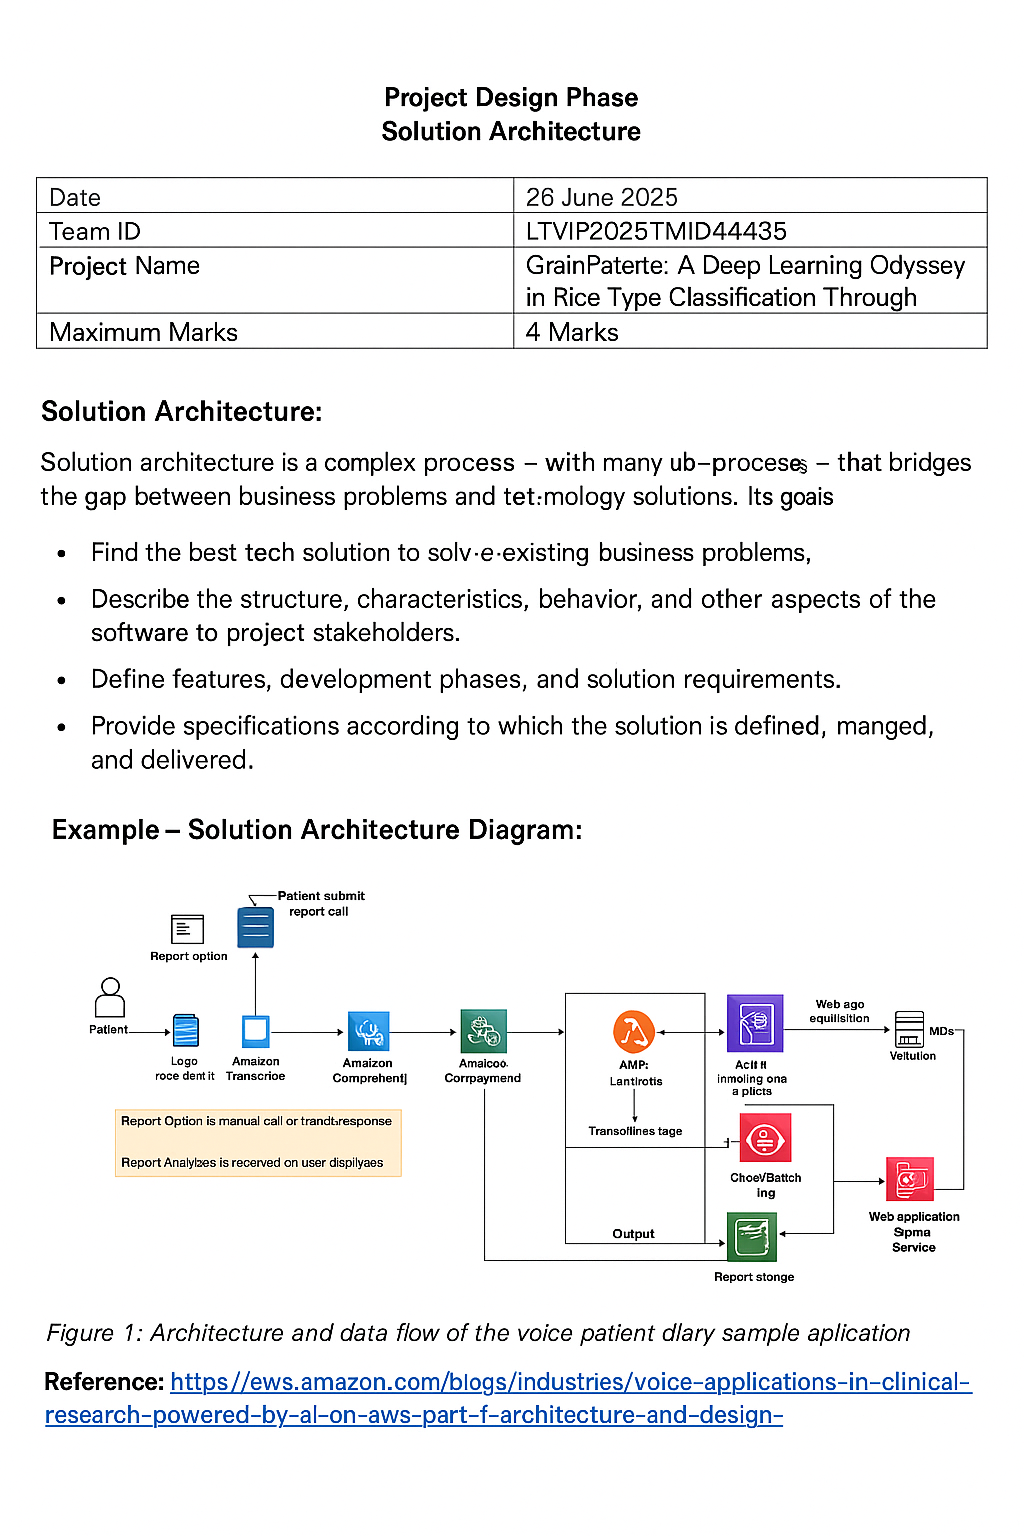 Project Design Phase
Solution Architecture
Date 26 June 2025
Team ID LTVIP2025TMID44435
Project Name GrainPaterte: A Deep Learning Odyssey
in Rice Type Classification Through
Maximum Marks 4 Marks
Solution Architecture:
Solution architecture is a complex process – with many ub–proceses – that bridges
the gap between business problems and tet:mology solutions. Its goais
• Find the best tech solution to solv·e·existing business problems,
• Describe the structure, characteristics, behavior, and other aspects of the
software to project stakeholders.
• Define features, development phases, and solution requirements.
• Provide specifications according to which the solution is defined, manged,
and delivered.
Example – Solution Architecture Diagram:
Patient submit
report call
Report option
Patient
Logo
roce dent it
Amaizon
Transcrioe
Amaizon
Comprehent|
Amaicoo.
Corrpaymend
AMP:
Lantlrotis
Transoflines tage
Output
Aclt it
inmoling ona
a plicts
Web ago
equilisition
MDs
Veltution
ChoeVBattch
ing
Report stonge
Web application
Sipma
Service
Report Option is manual call or trandt:response
Report Analylzes is recerved on user dispilyaes
Figure 1: Architecture and data flow of the voice patient dlary sample aplication
Reference: https//ews.amazon.com/blogs/industries/voice-applications-in-clinical-
research-powered-by-al-on-aws-part-f-architecture-and-design-